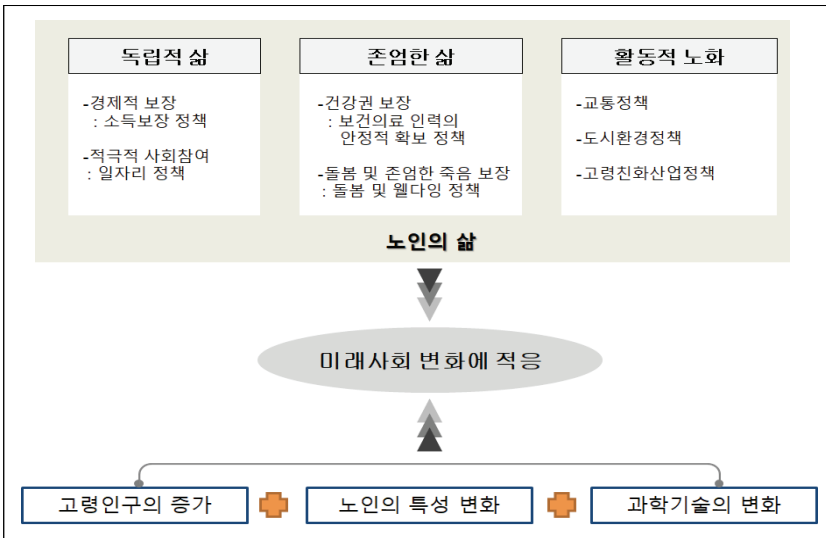 독립적 삶
-경제적 보장
: 소득보장 정책
-적극적 사회참여
: 일자리 정책
존엄한 삶
-건강권 보장
: 보건의료 인력의
안정적 확보 정책
-돌봄 및 존엄한 죽음 보장
: 돌봄 및 웰다잉 정책
활동적 노화
-교통정책
-도시환경정책
-고령친화산업정책
노인의 삶
미래사회 변화에 적응
고령인구의 증가
노인의 특성 변화
과학기술의 변화